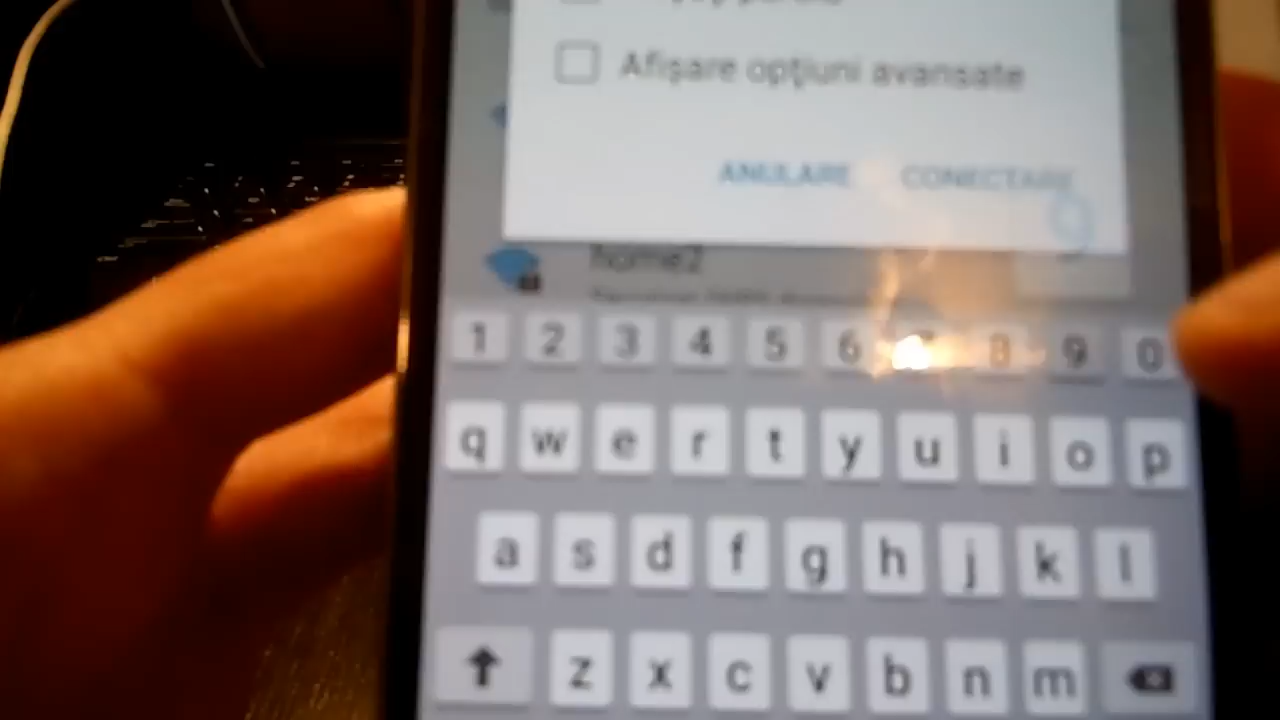 Afişare opţiuni avansate
ANULARE CONECTARE
home2
1 2 3 4 5 6 8 9 0
q w e r t y u i o p
a s d f g h j k l
z x c v b n m